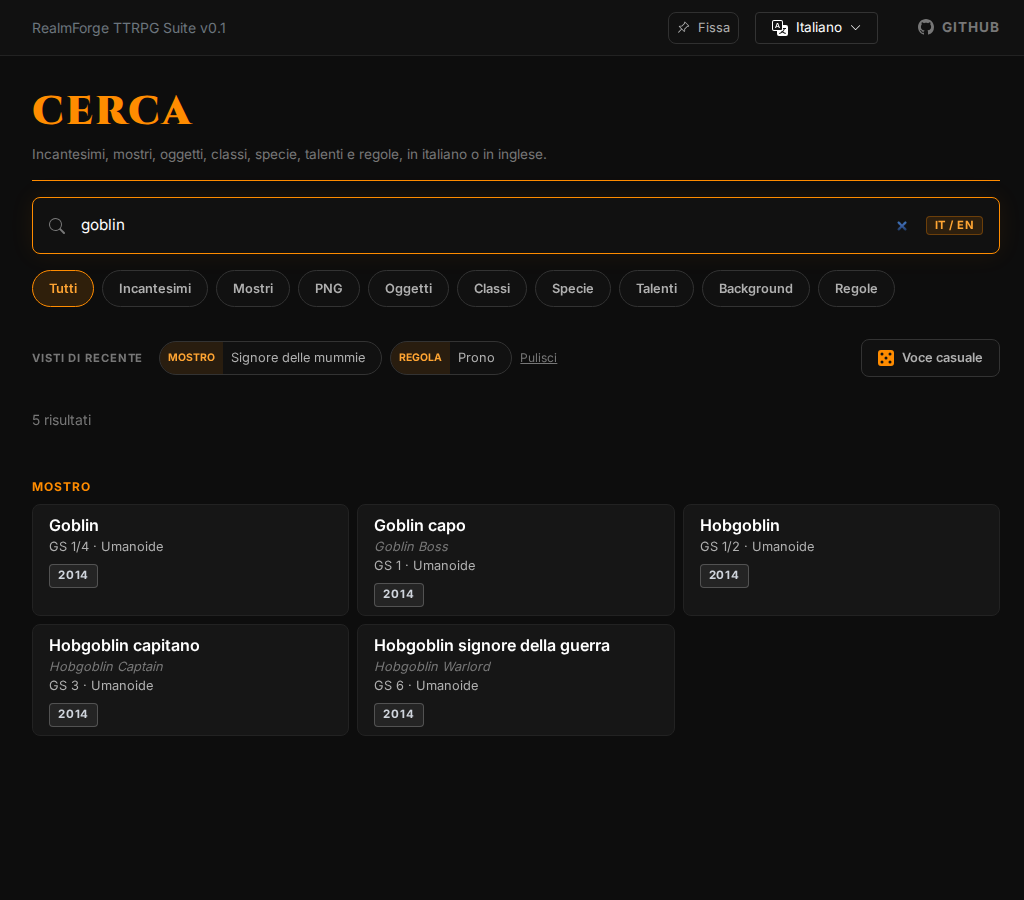 RealmForge TTRPG Suite v0.1
Fissa
Italiano
GITHUB
CERCA
Incantesimi, mostri, oggetti, classi, specie, talenti e regole, in italiano o in inglese.
goblin
IT / EN
Tutti
Incantesimi
Mostri
PNG
Oggetti
Classi
Specie
Talenti
Background
Regole
VISTI DI RECENTE
MOSTRO Signore delle mummie
REGOLA Prono
Pulisci
Voce casuale
5 risultati
MOSTRO
Goblin
GS 1/4 · Umanoide
2014
Goblin capo
Goblin Boss
GS 1 · Umanoide
2014
Hobgoblin
GS 1/2 · Umanoide
2014
Hobgoblin capitano
Hobgoblin Captain
GS 3 · Umanoide
2014
Hobgoblin signore della guerra
Hobgoblin Warlord
GS 6 · Umanoide
2014